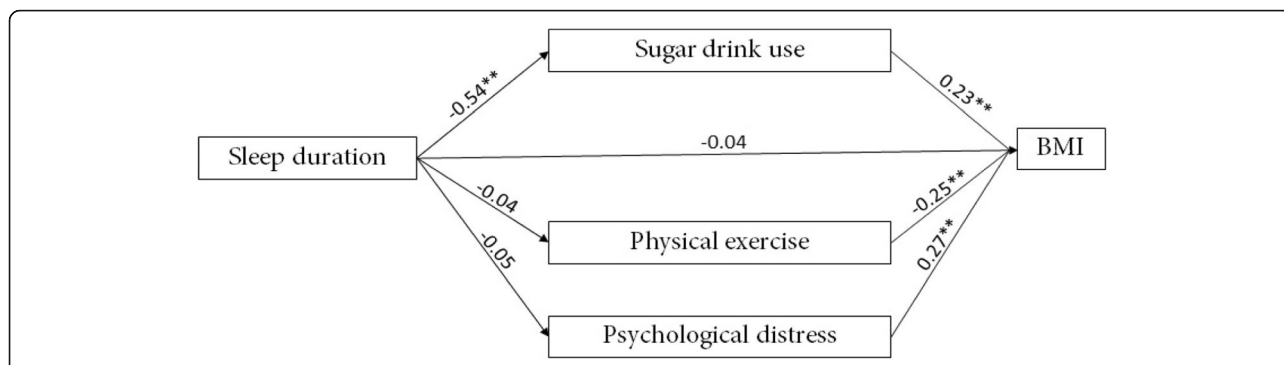 Sugar drink use
-0.54**
0.23**
Sleep duration
-0.04
BMI
-0.04
-0.25**
Physical exercise
-0.05
0.27**
Psychological distress